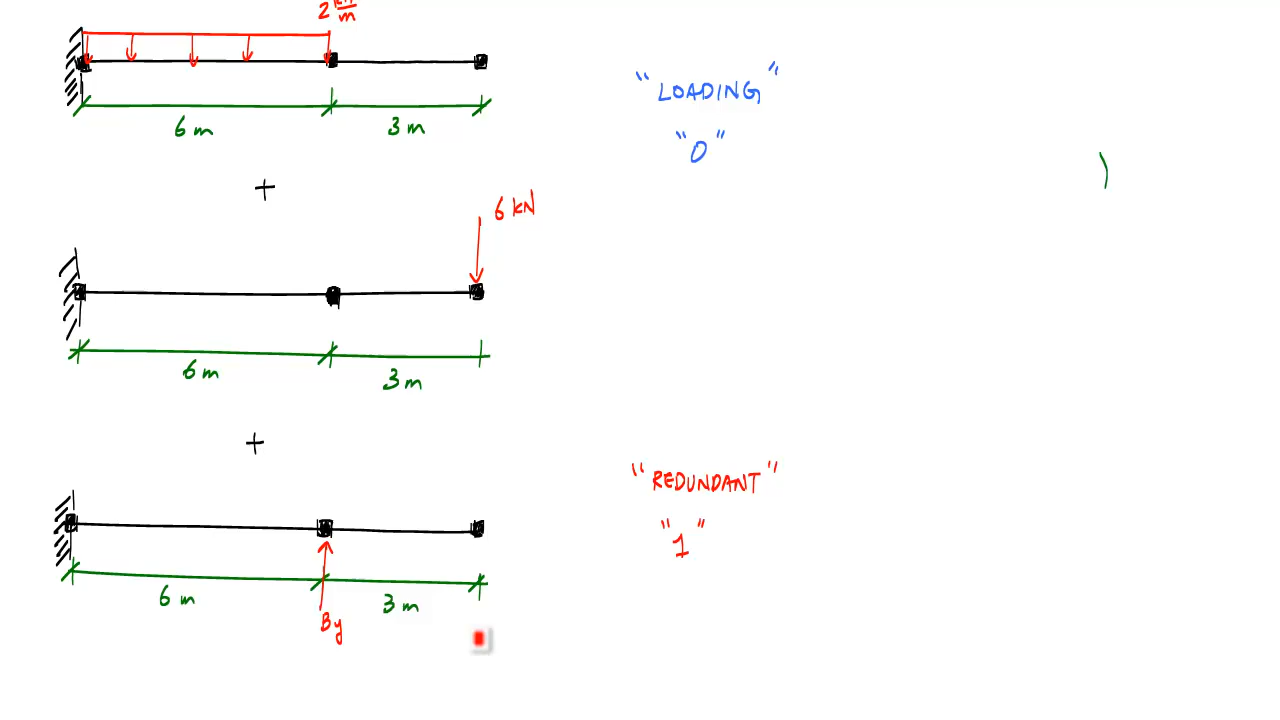 2 kN/m
6 m
3 m
"LOADING"
"0"
+
6 kN
6 m
3 m
+
"REDUNDANT"
"1"
6 m
3 m
By
)